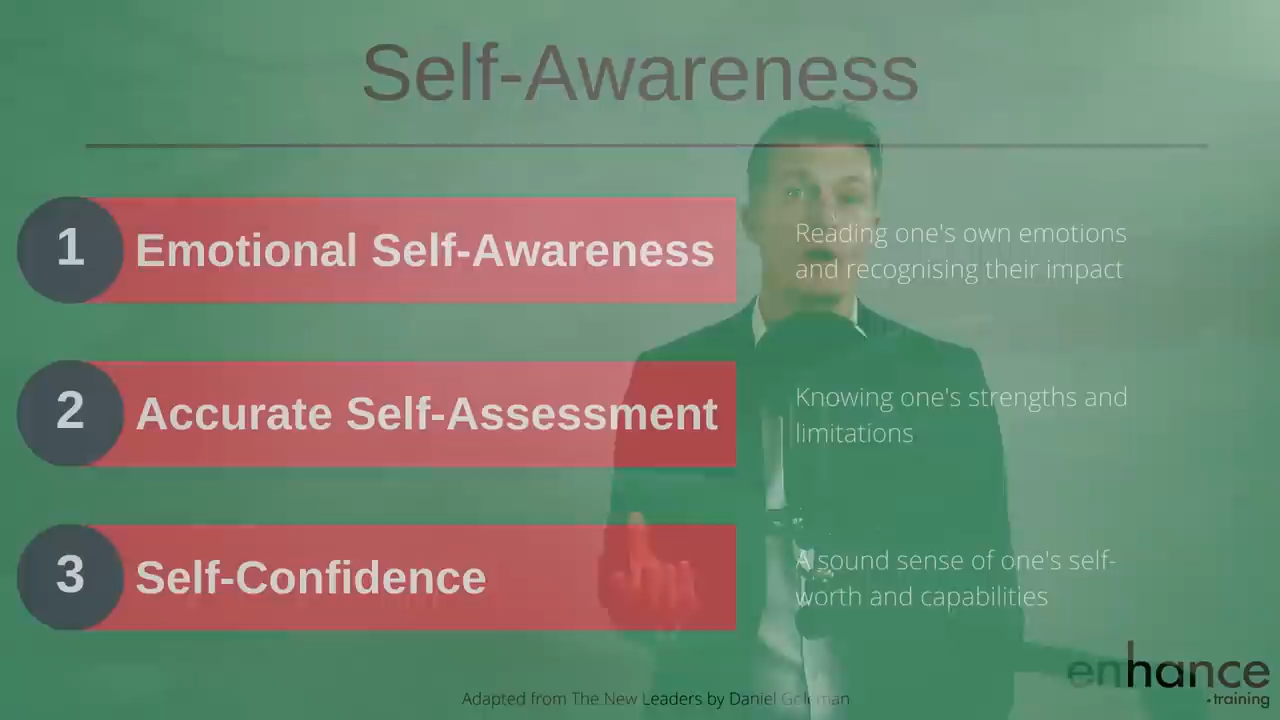 Self-Awareness
1
Emotional Self-Awareness
Reading one's own emotions
and recognising their impact
2
Accurate Self-Assessment
Knowing one's strengths and
limitations
3
Self-Confidence
A sound sense of one's self-
worth and capabilities
Adapted from The New Leaders by Daniel Goleman
enhance
.training